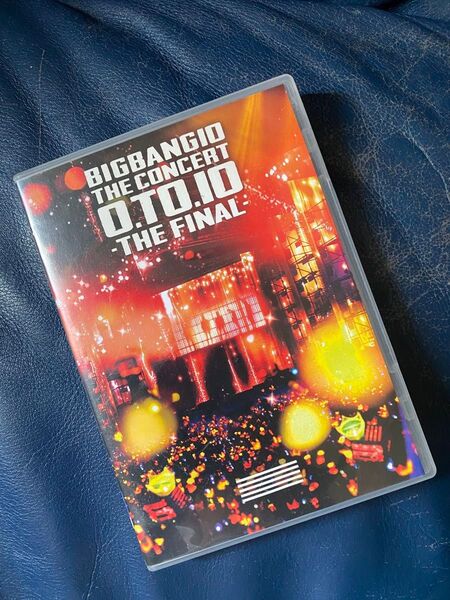 BIGBANG10
THE CONCERT
0.TO.10
-THE FINAL-